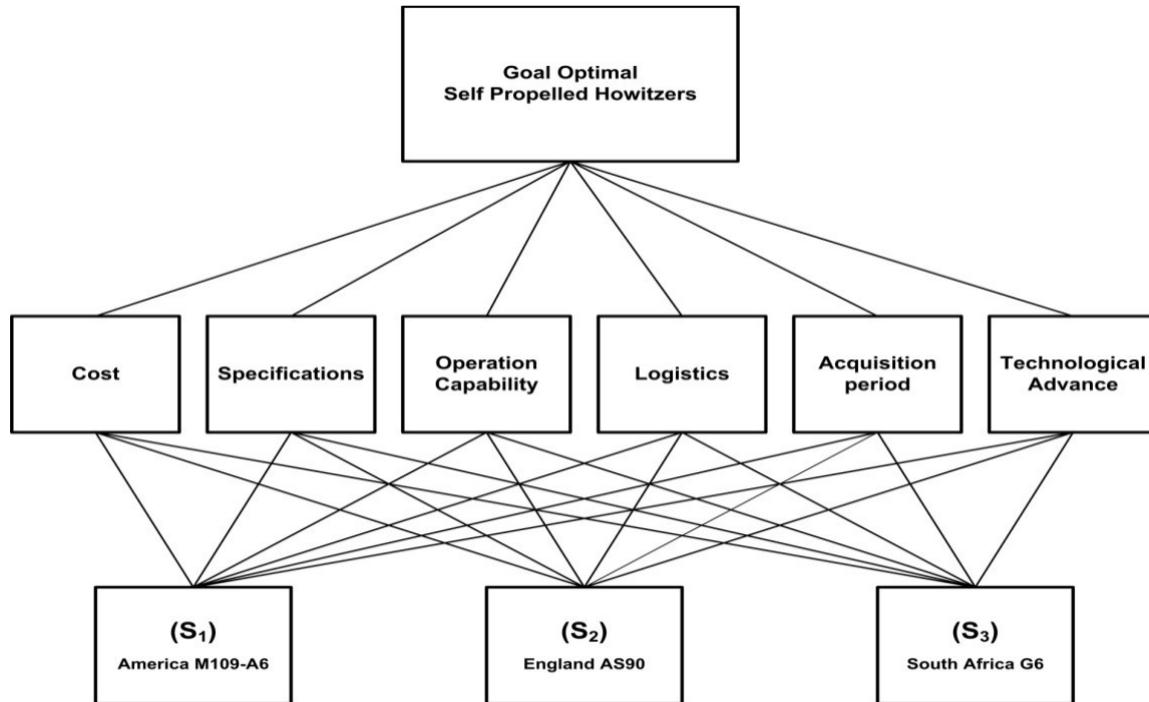 Goal Optimal
Self Propelled Howitzers
Cost
Specifications
Operation
Capability
Logistics
Acquisition
period
Technological
Advance
(S₁)
America M109-A6
(S₂)
England AS90
(S₃)
South Africa G6